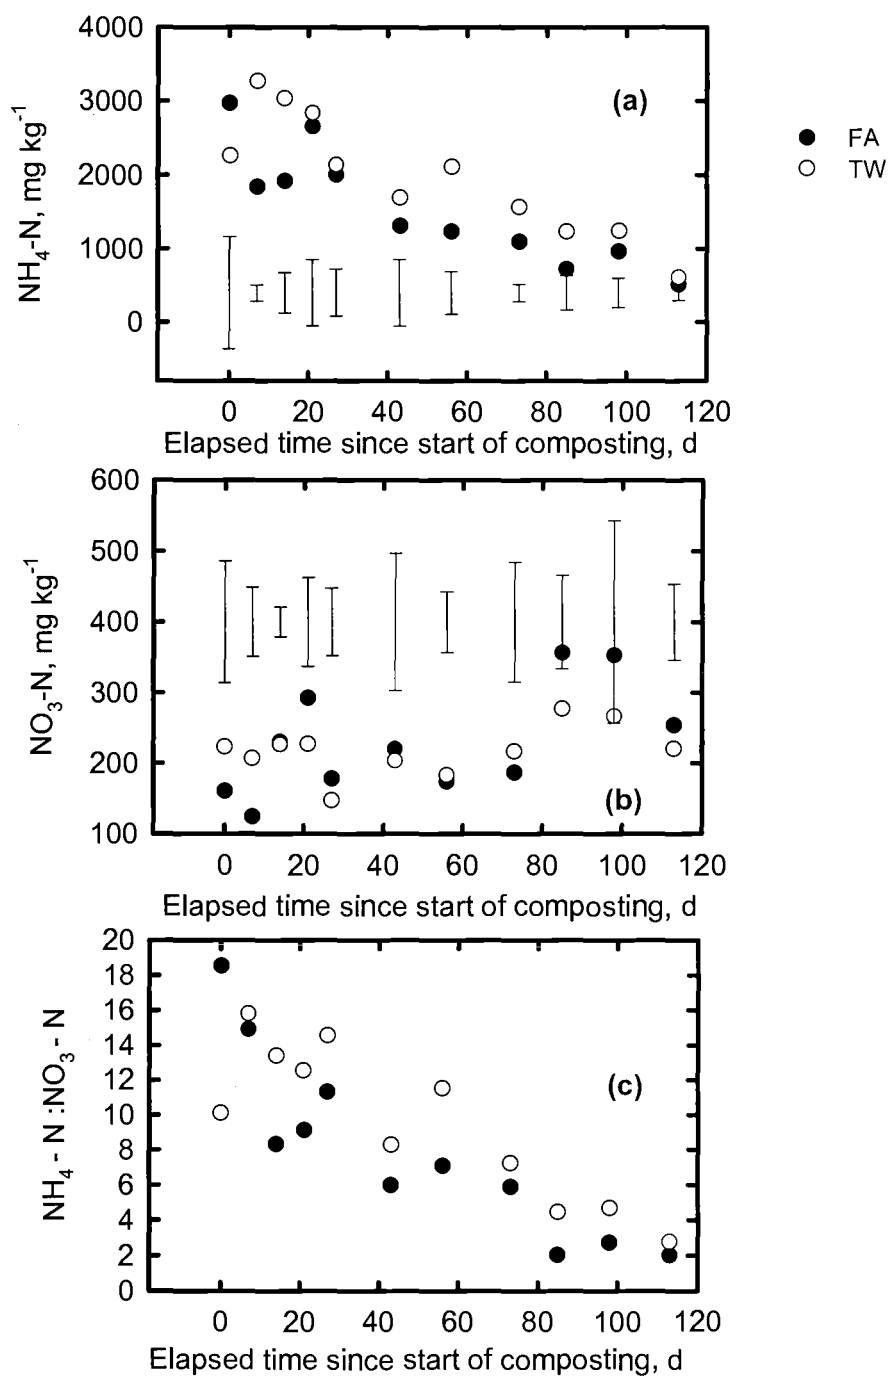 4000
3000
2000
1000
0
NH4-N, mg kg-1
(a)
FA
TW
0 20 40 60 80 100 120
Elapsed time since start of composting, d
600
500
400
300
200
100
NO3-N, mg kg-1
(b)
0 20 40 60 80 100 120
Elapsed time since start of composting, d
20
18
16
14
12
10
8
6
4
2
0
NH4 - N :NO3 - N
(c)
0 20 40 60 80 100 120
Elapsed time since start of composting, d